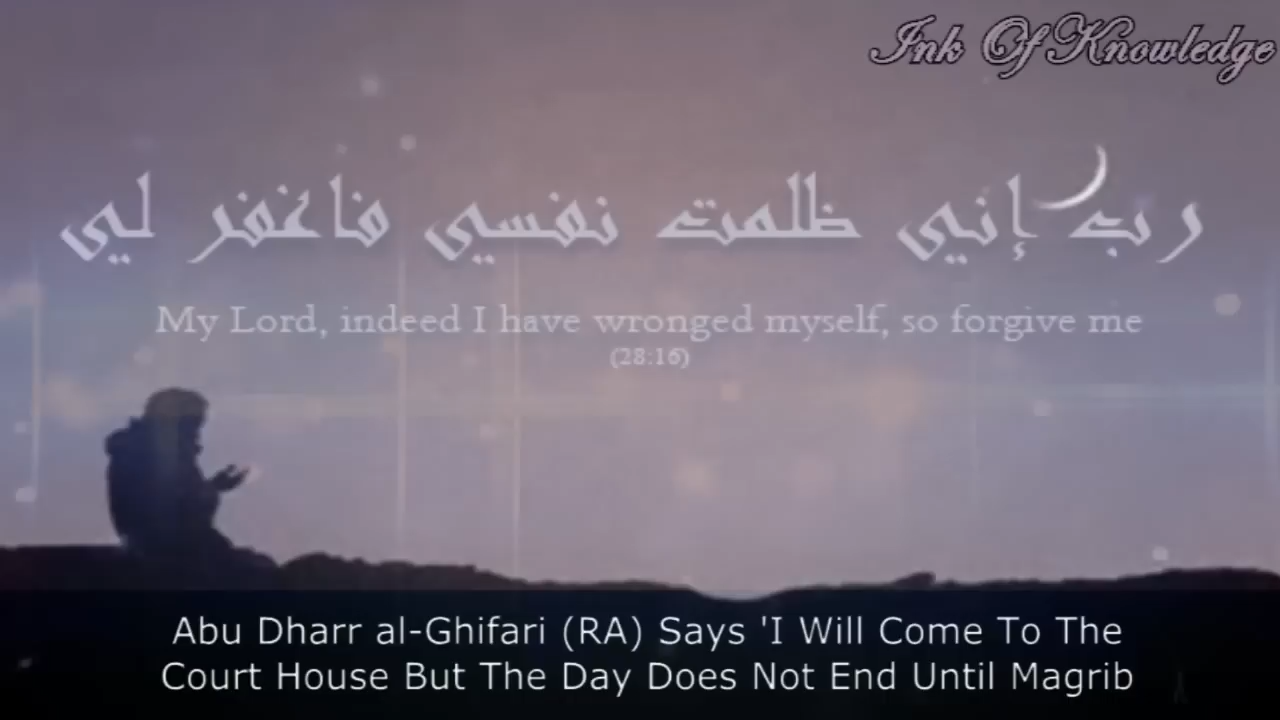 Ink Of Knowledge
رب إني ظلمت نفسي فاغفر لي
My Lord, indeed I have wronged myself, so forgive me
(28:16)
Abu Dharr al-Ghifari (RA) Says 'I Will Come To The
Court House But The Day Does Not End Until Magrib